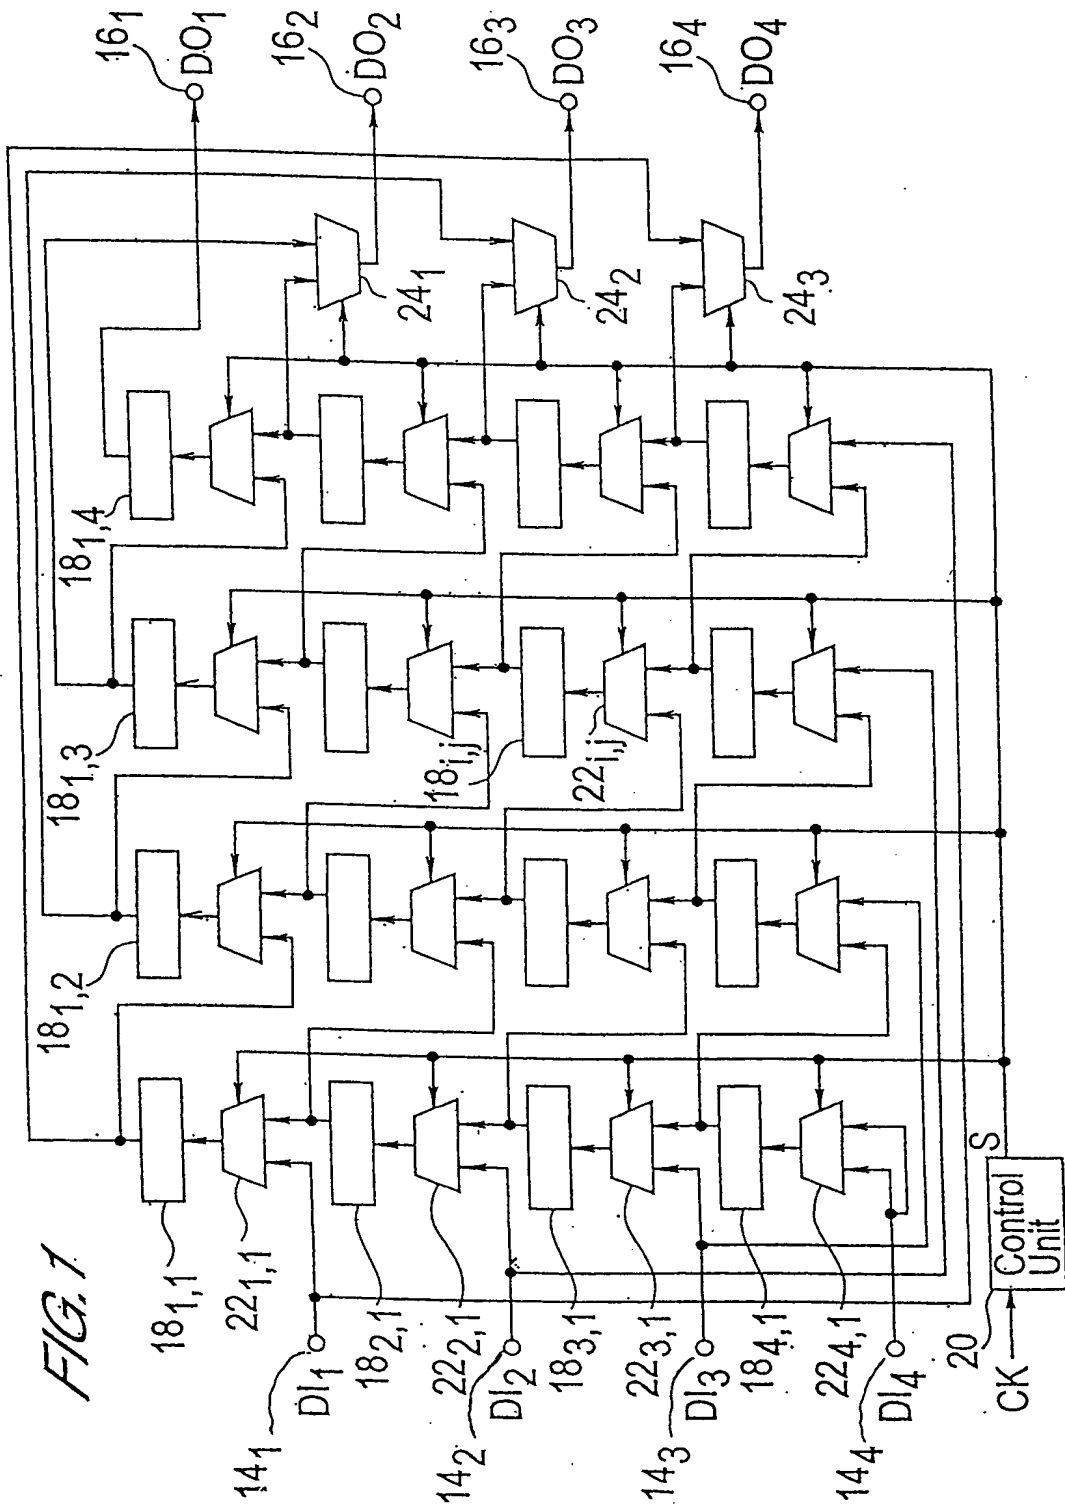 FIG. 1
16₁
DO₁
16₂
DO₂
16₃
DO₃
16₄
DO₄
24₁
24₂
24₃
18₁,₄
18₁,₃
18i,j
22i,j
18₁,₂
18₁,₁
22₁,₁
18₂,₁
22₂,₁
18₃,₁
22₃,₁
18₄,₁
22₄,₁
14₁
DI₁
14₂
DI₂
14₃
DI₃
14₄
DI₄
20
CK
Control
Unit
S